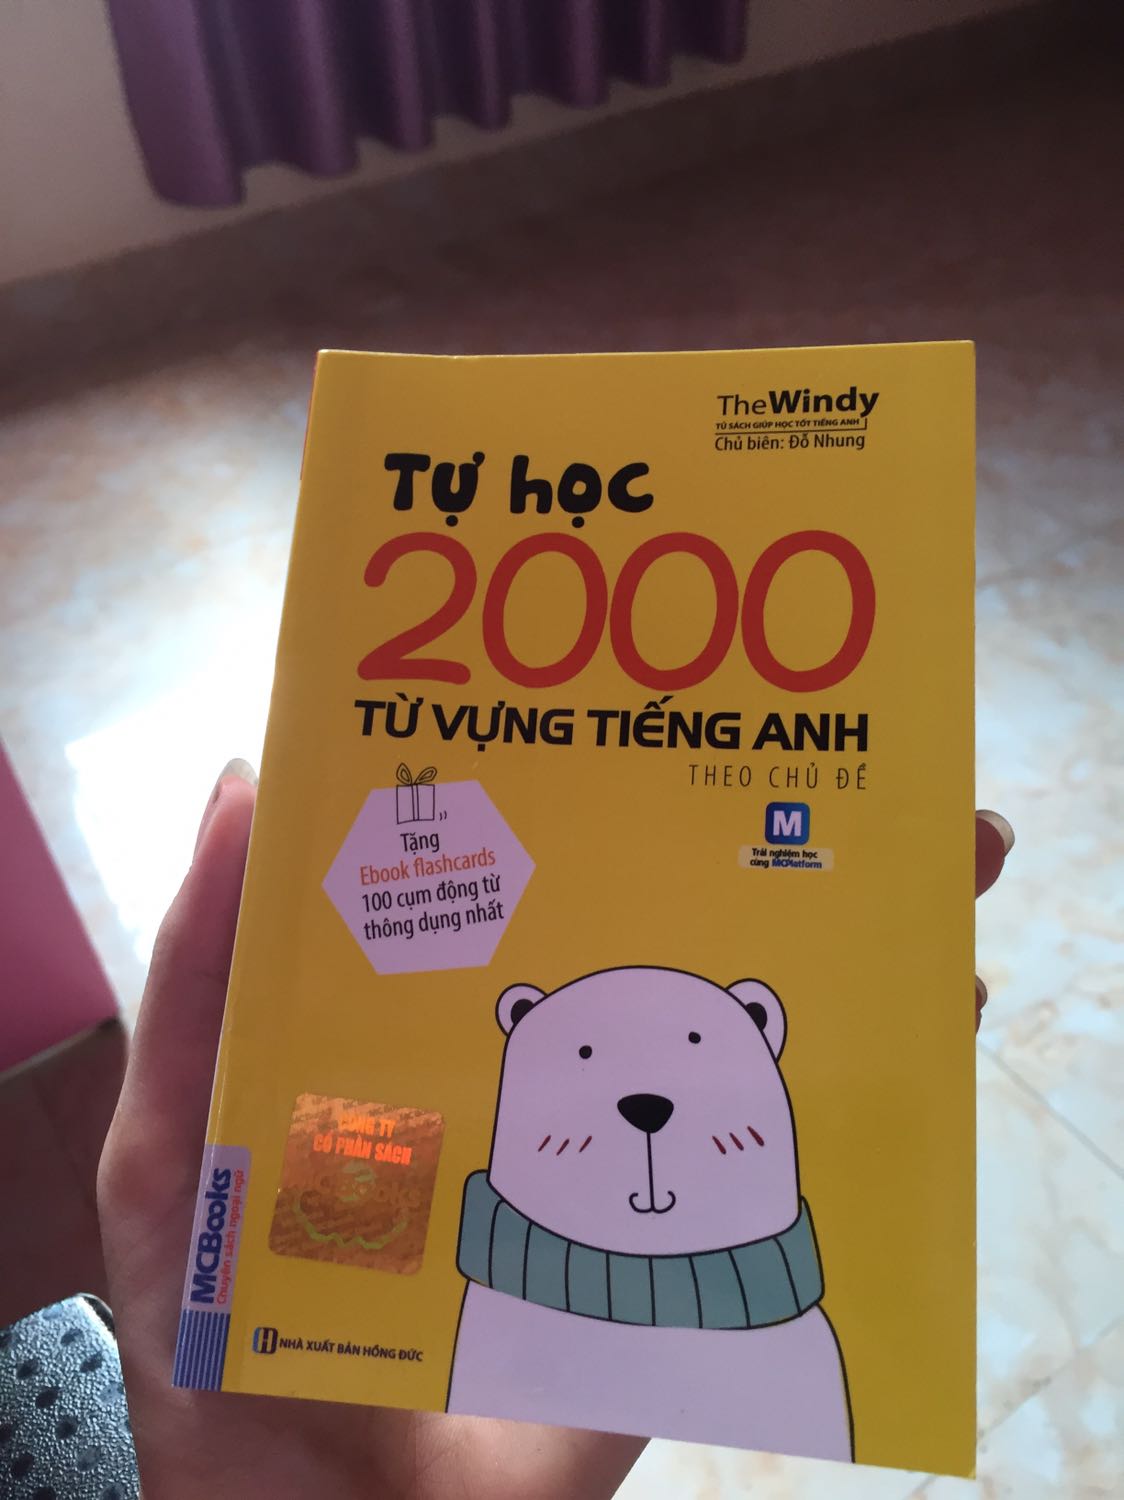 TheWindy
TỦ SÁCH GIÚP HỌC TỐT TIẾNG ANH
Chủ biên: Đỗ Nhung
Tự học
2000
TỪ VỰNG TIẾNG ANH
THEO CHỦ ĐỀ
M
Trải nghiệm học
cùng MCPlatform
Tặng
Ebook flashcards
100 cụm động từ
thông dụng nhất
CÔNG TY
CỔ PHẦN SÁCH
MCBooks
MCBooks
Chuyên sách ngoại ngữ
NHÀ XUẤT BẢN HỒNG ĐỨC